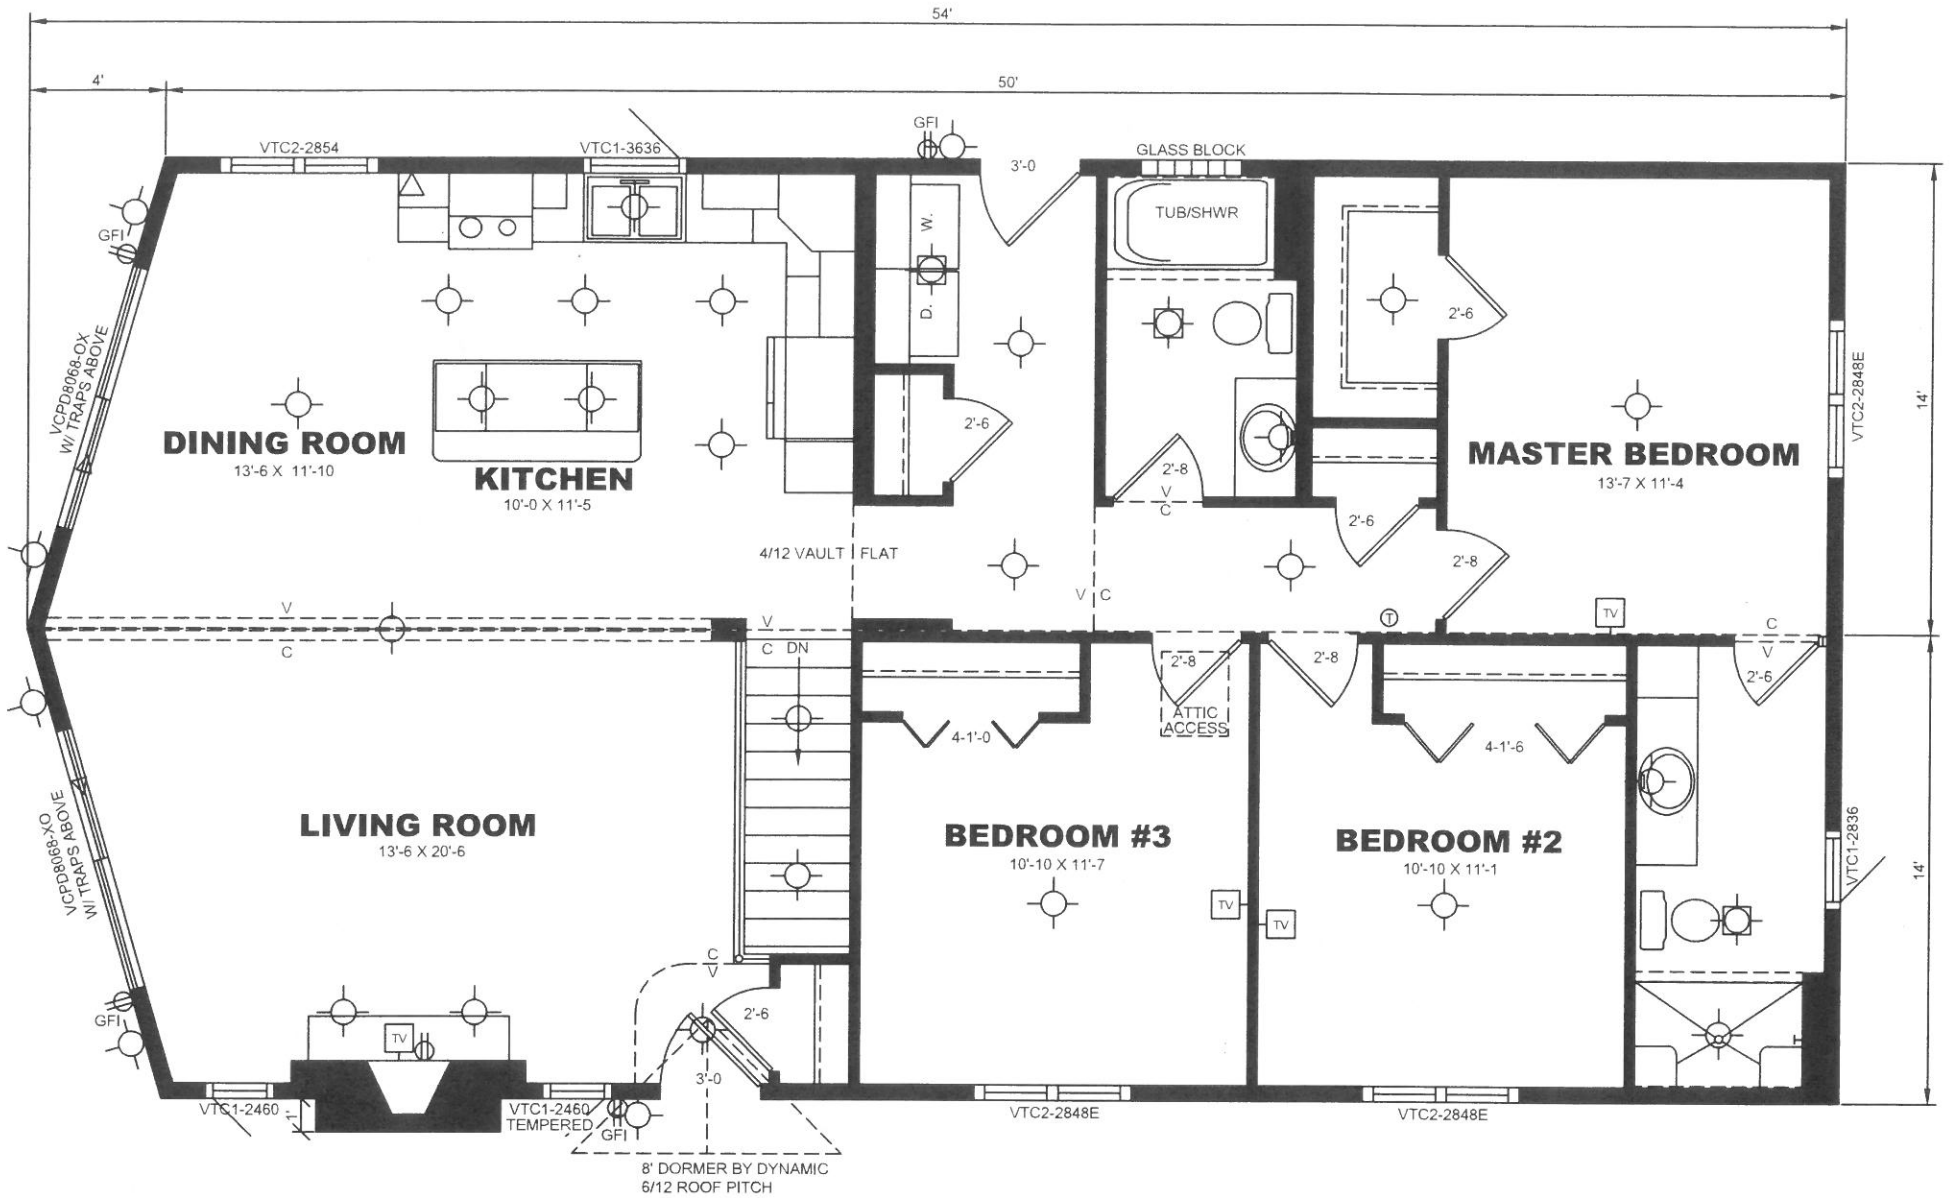 54'
4'
50'
VTC2-2854
VTC1-3636
GFI
3'-0
GLASS BLOCK
GFI
W.
D.
TUB/SHWR
2'-6
VCPD8068-OX
W/ TRAPS ABOVE
DINING ROOM
13'-6 X 11'-10
KITCHEN
10'-0 X 11'-5
2'-6
2'-8
V
C
MASTER BEDROOM
13'-7 X 11'-4
VTC2-2848E
14'
2'-6
4/12 VAULT
FLAT
2'-8
V
C
T
TV
V
C
V
C
DN
2'-8
2'-8
C
V
2'-6
ATTIC
ACCESS
4-1'-0
4-1'-6
VCPD8068-XO
W/ TRAPS ABOVE
LIVING ROOM
13'-6 X 20'-6
BEDROOM #3
10'-10 X 11'-7
BEDROOM #2
10'-10 X 11'-1
VTC1-2836
14'
TV
TV
C
V
GFI
TV
2'-6
3'-0
VTC1-2460
1'
VTC1-2460
TEMPERED
GFI
VTC2-2848E
VTC2-2848E
8' DORMER BY DYNAMIC
6/12 ROOF PITCH